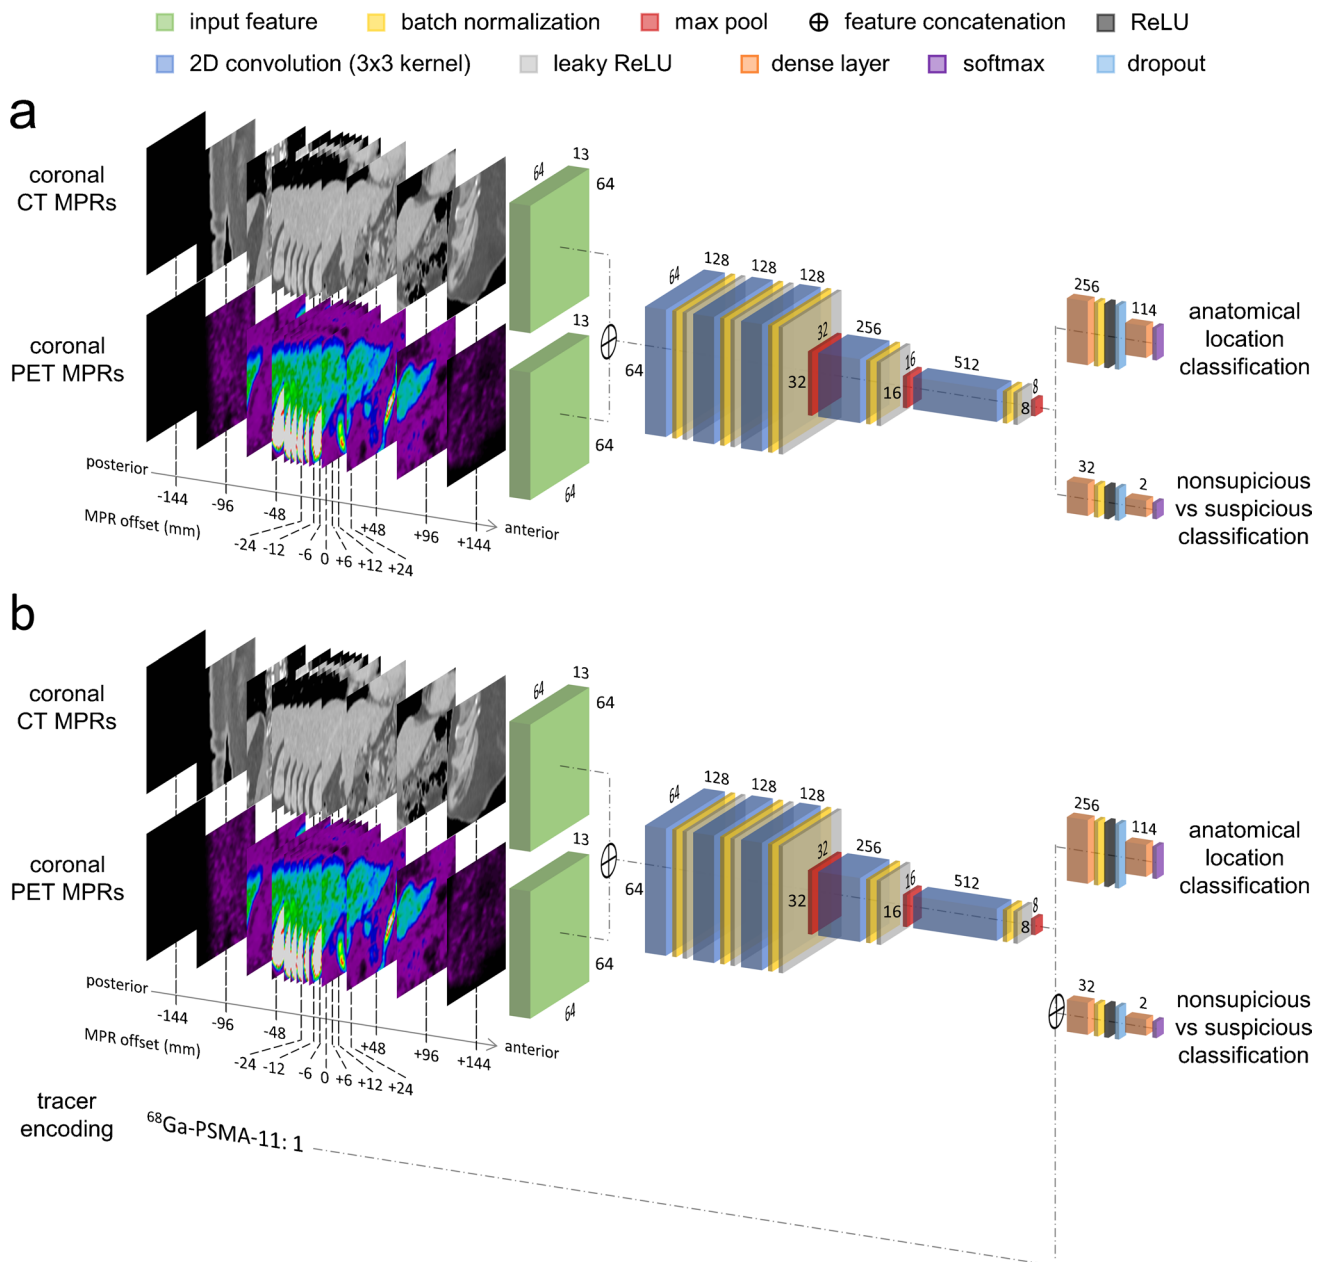 input feature batch normalization max pool feature concatenation ReLU
2D convolution (3x3 kernel) leaky ReLU dense layer softmax dropout
a
coronal
CT MPRs
coronal
PET MPRs
posterior
MPR offset (mm)
-144
-96
-48
-24
-12
-6
0
+6
+12
+24
+48
+96
+144
anterior
64
13
64
13
64
64
64
128
128
128
64
32
32
256
16
16
512
8
8
256
114
anatomical
location
classification
32
2
nonsupicious
vs suspicious
classification
b
coronal
CT MPRs
coronal
PET MPRs
posterior
MPR offset (mm)
-144
-96
-48
-24
-12
-6
0
+6
+12
+24
+48
+96
+144
anterior
64
13
64
13
64
64
64
128
128
128
64
32
32
256
16
16
512
8
8
256
114
anatomical
location
classification
32
2
nonsupicious
vs suspicious
classification
tracer
encoding
⁶⁸Ga-PSMA-11: 1